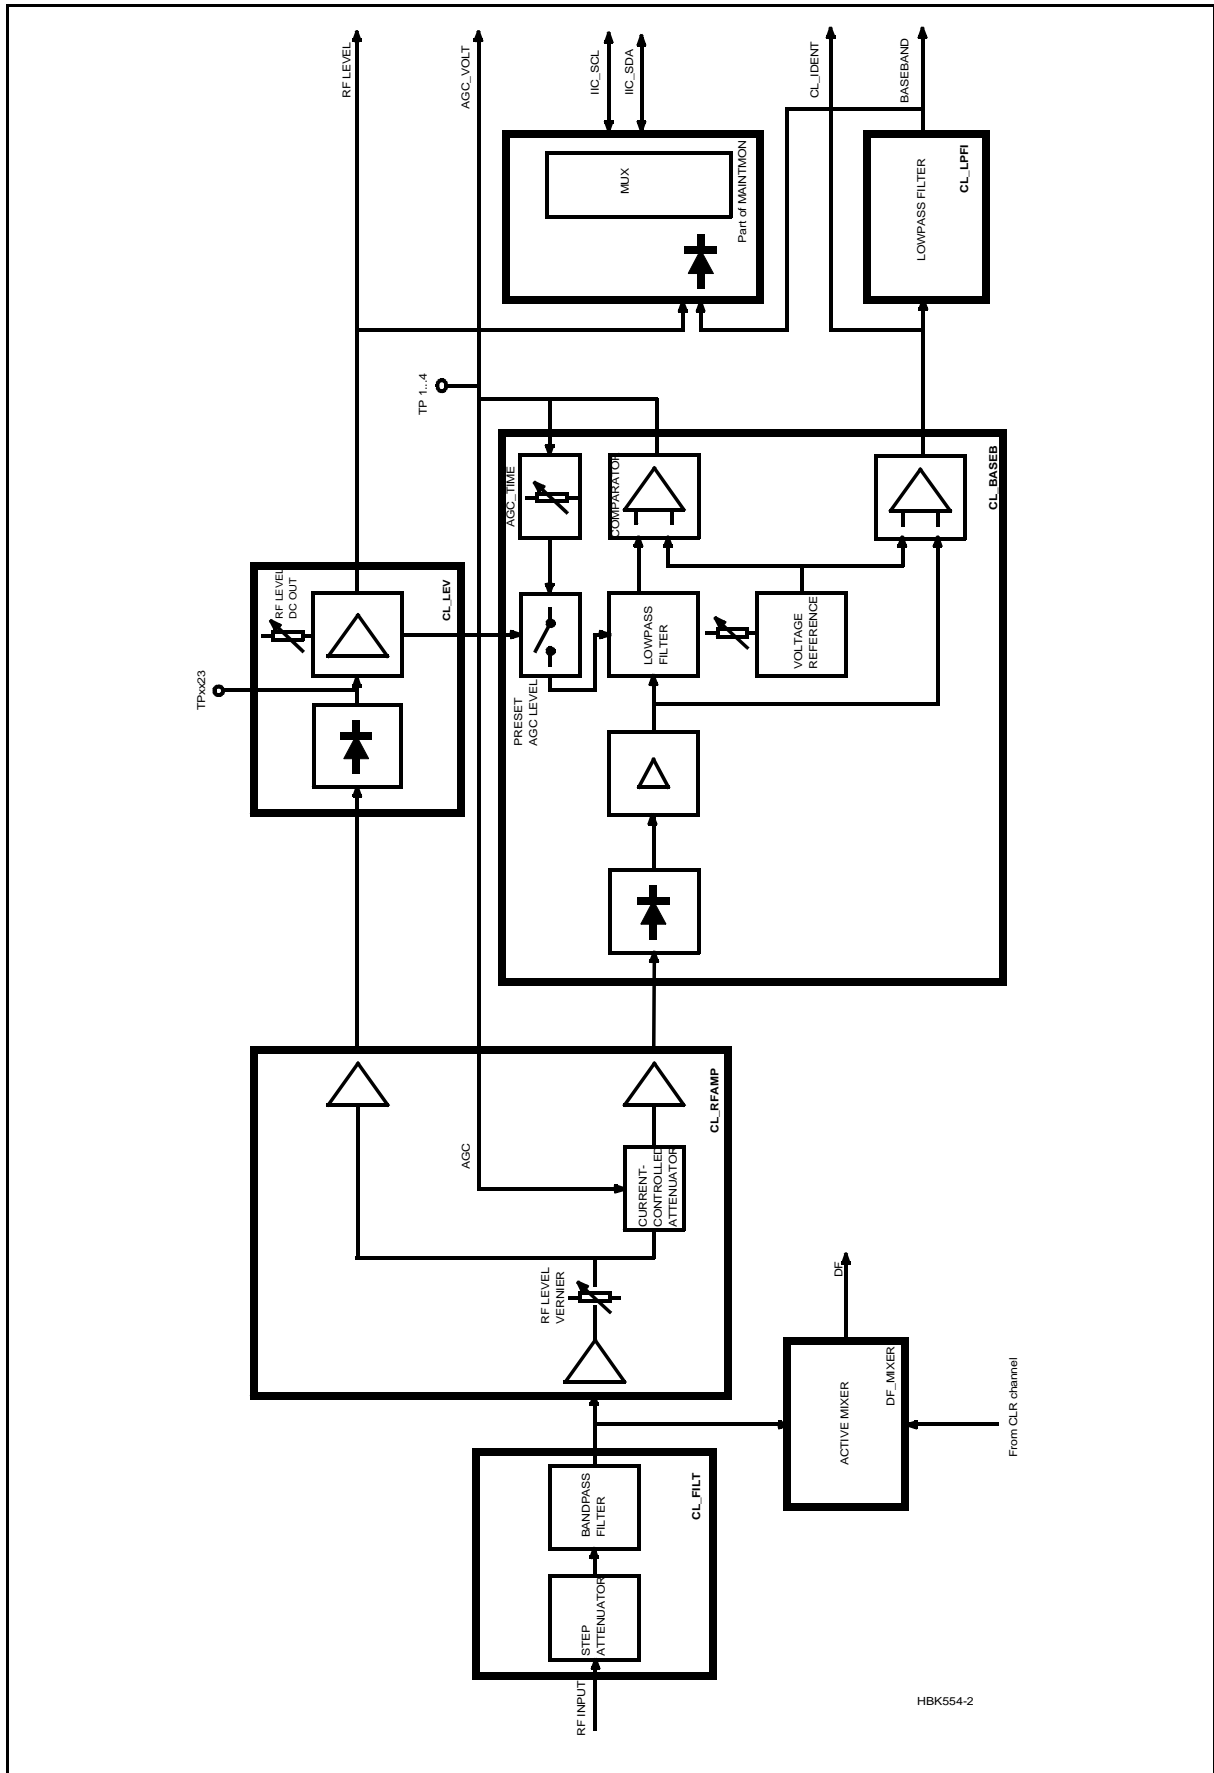 RF LEVEL
AGC_VOLT
IIC_SCL
IIC_SDA
CL_IDENT
BASEBAND
MUX
Part of MAINTMON
LOWPASS FILTER
CL_LPFI
TP 1...4
AGC_TIME
COMPARATOR
CL_BASEB
RF LEVEL
DC OUT
CL_LEV
TPxx23
PRESET
AGC LEVEL
LOWPASS
FILTER
VOLTAGE
REFERENCE
AGC
CURRENT-
CONTROLLED
ATTENUATOR
CL_RFAMP
RF LEVEL
VERNIER
DF
ACTIVE MIXER
DF_MIXER
From CLR channel
BANDPASS
FILTER
CL_FILT
STEP
ATTENUATOR
RF INPUT
HBK554-2